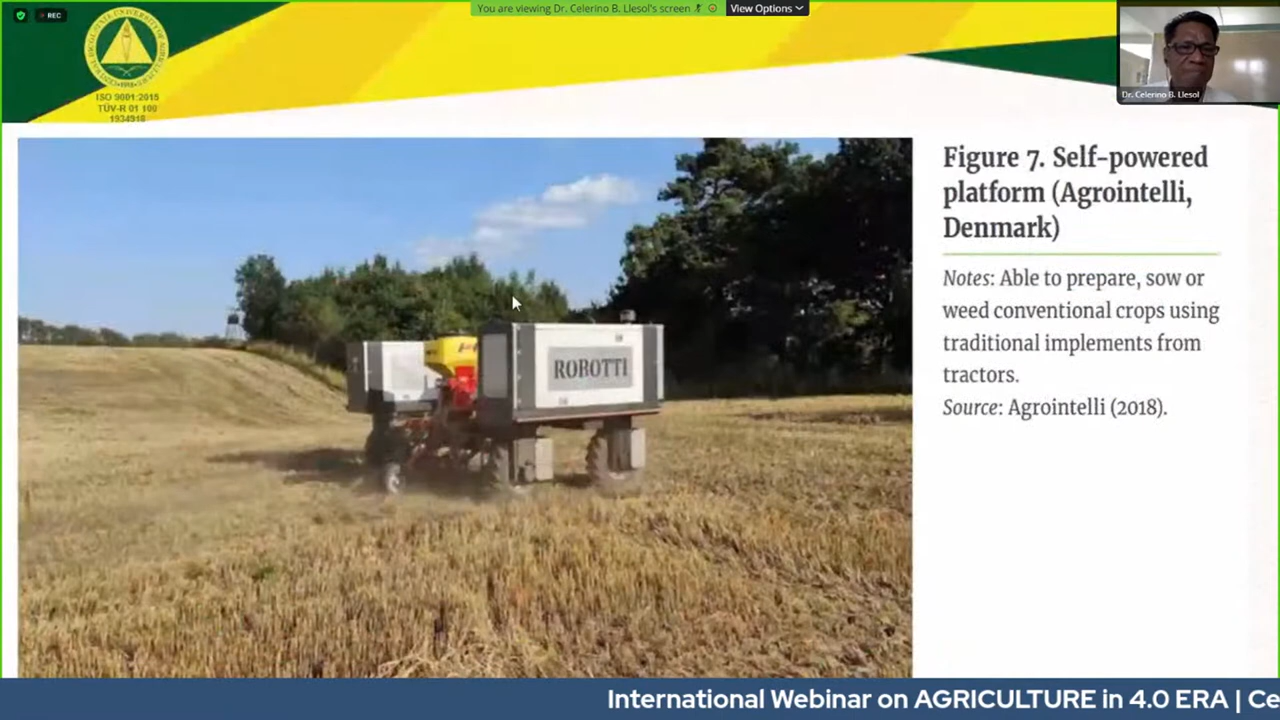 REC
You are viewing Dr. Celerino B. Llesol's screen
View Options
ISO 9001:2015
TÜV-R 01 100
1934918
Dr. Celerino B. Llesol
Figure 7. Self-powered
platform (Agrointelli,
Denmark)
Notes: Able to prepare, sow or
weed conventional crops using
traditional implements from
tractors.
Source: Agrointelli (2018).
ROBOTTI
International Webinar on AGRICULTURE in 4.0 ERA | Ce